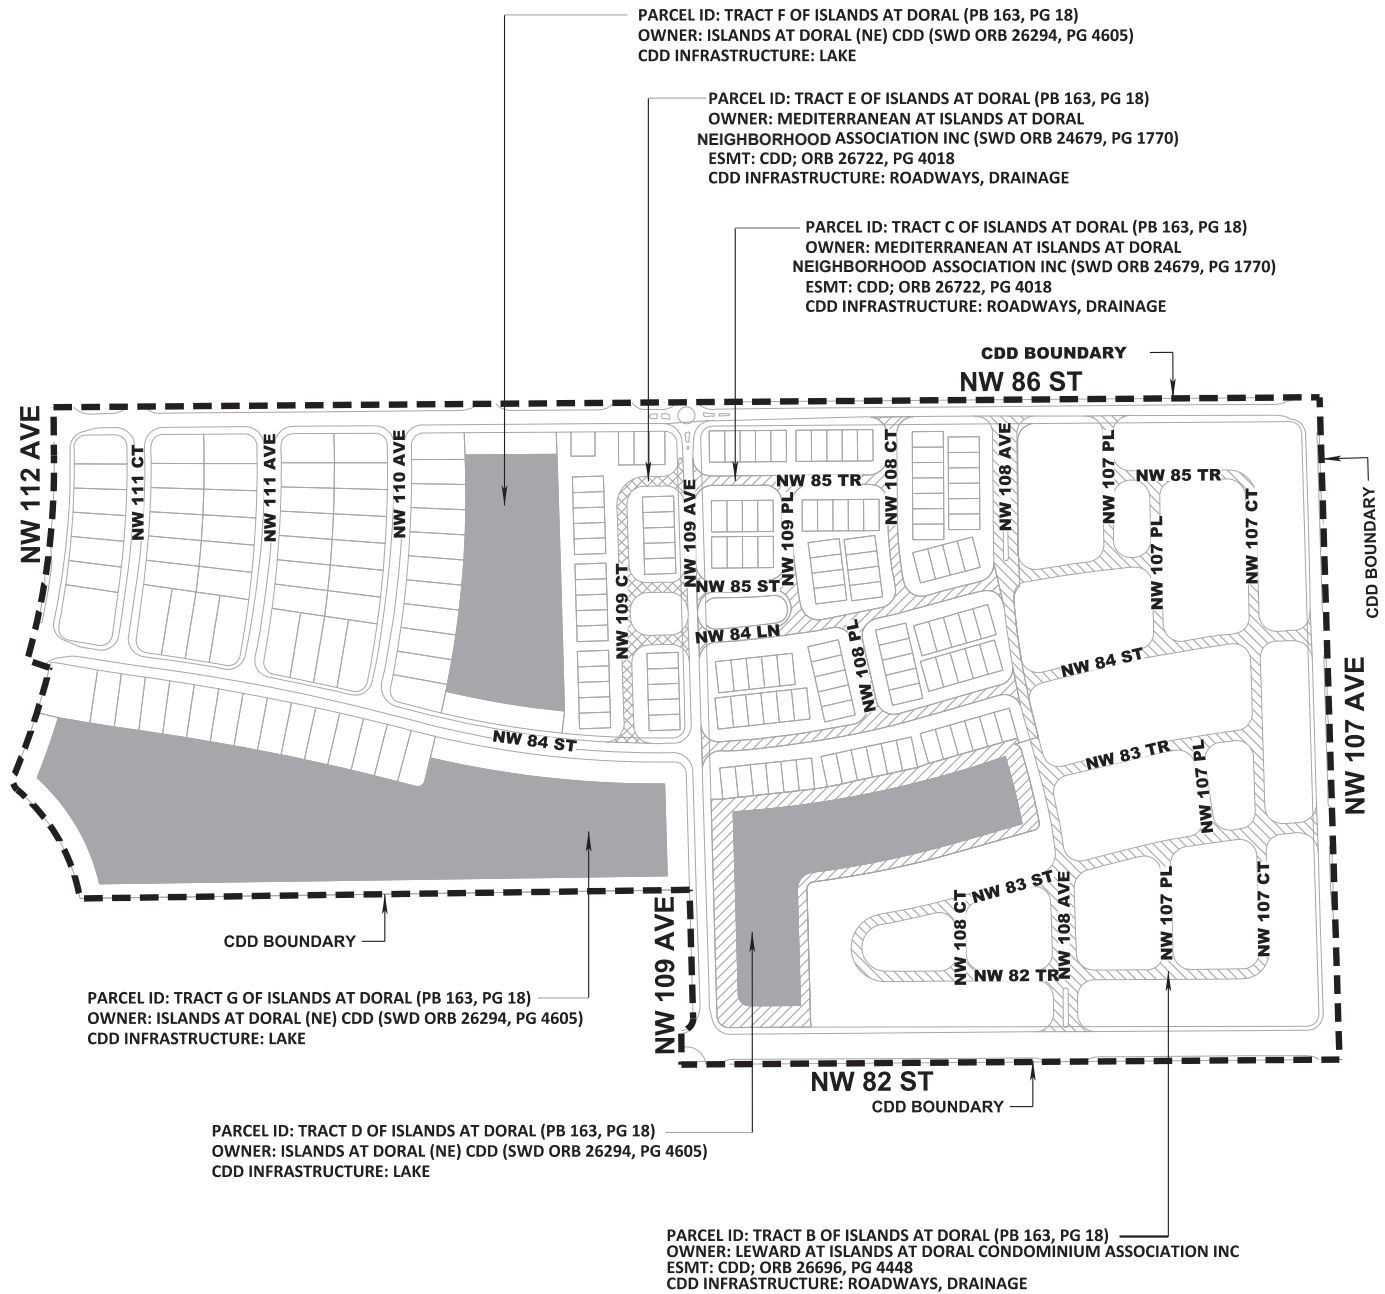 PARCEL ID: TRACT F OF ISLANDS AT DORAL (PB 163, PG 18)
OWNER: ISLANDS AT DORAL (NE) CDD (SWD ORB 26294, PG 4605)
CDD INFRASTRUCTURE: LAKE
PARCEL ID: TRACT E OF ISLANDS AT DORAL (PB 163, PG 18)
OWNER: MEDITERRANEAN AT ISLANDS AT DORAL
NEIGHBORHOOD ASSOCIATION INC (SWD ORB 24679, PG 1770)
ESMT: CDD; ORB 26722, PG 4018
CDD INFRASTRUCTURE: ROADWAYS, DRAINAGE
PARCEL ID: TRACT C OF ISLANDS AT DORAL (PB 163, PG 18)
OWNER: MEDITERRANEAN AT ISLANDS AT DORAL
NEIGHBORHOOD ASSOCIATION INC (SWD ORB 24679, PG 1770)
ESMT: CDD; ORB 26722, PG 4018
CDD INFRASTRUCTURE: ROADWAYS, DRAINAGE
CDD BOUNDARY
NW 86 ST
NW 112 AVE
NW 111 CT
NW 111 AVE
NW 110 AVE
NW 109 CT
NW 109 AVE
NW 85 TR
NW 109 PL
NW 108 CT
NW 108 AVE
NW 107 PL
NW 85 TR
NW 107 PL
NW 107 CT
CDD BOUNDARY
NW 85 ST
NW 84 LN
NW 108 PL
NW 84 ST
NW 107 AVE
NW 84 ST
NW 83 TR
NW 107 PL
NW 83 ST
NW 108 CT
NW 108 AVE
NW 107 PL
NW 107 CT
NW 82 TR
NW 109 AVE
CDD BOUNDARY
PARCEL ID: TRACT G OF ISLANDS AT DORAL (PB 163, PG 18)
OWNER: ISLANDS AT DORAL (NE) CDD (SWD ORB 26294, PG 4605)
CDD INFRASTRUCTURE: LAKE
NW 82 ST
CDD BOUNDARY
PARCEL ID: TRACT D OF ISLANDS AT DORAL (PB 163, PG 18)
OWNER: ISLANDS AT DORAL (NE) CDD (SWD ORB 26294, PG 4605)
CDD INFRASTRUCTURE: LAKE
PARCEL ID: TRACT B OF ISLANDS AT DORAL (PB 163, PG 18)
OWNER: LEWARD AT ISLANDS AT DORAL CONDOMINIUM ASSOCIATION INC
ESMT: CDD; ORB 26696, PG 4448
CDD INFRASTRUCTURE: ROADWAYS, DRAINAGE